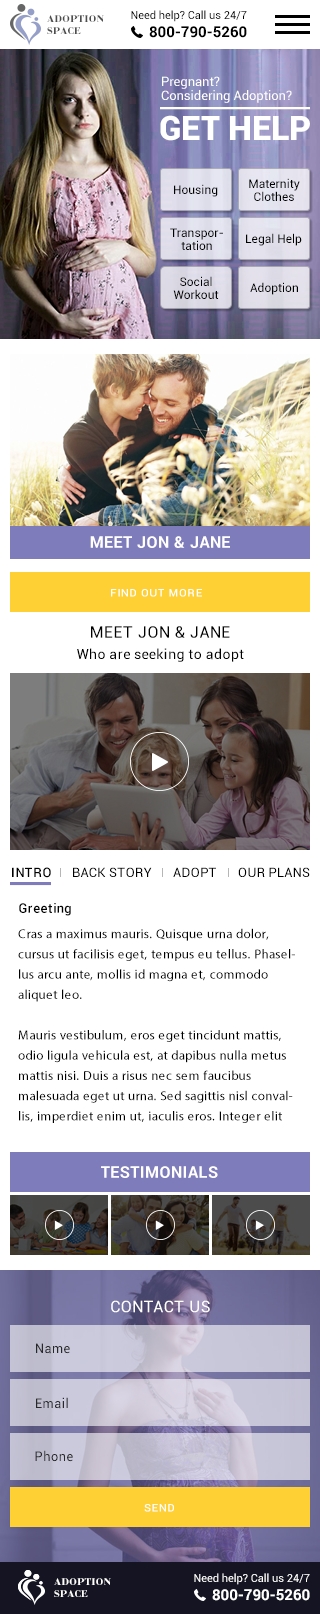 ADOPTION
SPACE
Need help? Call us 24/7
800-790-5260
Pregnant?
Considering Adoption?
GET HELP
Housing
Maternity
Clothes
Transpor-
tation
Legal Help
Social
Workout
Adoption
MEET JON & JANE
FIND OUT MORE
MEET JON & JANE
Who are seeking to adopt
INTRO | BACK STORY | ADOPT | OUR PLANS
Greeting
Cras a maximus mauris. Quisque urna dolor,
cursus ut facilisis eget, tempus eu tellus. Phasel-
lus arcu ante, mollis id magna et, commodo
aliquet leo.
Mauris vestibulum, eros eget tincidunt mattis,
odio ligula vehicula est, at dapibus nulla metus
mattis nisi. Duis a risus nec sem faucibus
malesuada eget ut urna. Sed sagittis nisl conval-
lis, imperdiet enim ut, iaculis eros. Integer elit
TESTIMONIALS
CONTACT US
Name
Email
Phone
SEND
ADOPTION
SPACE
Need help? Call us 24/7
800-790-5260